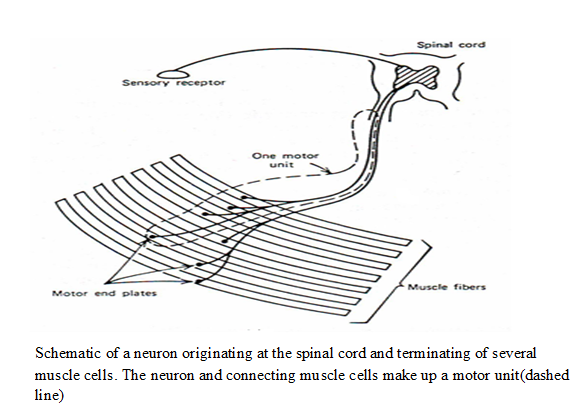 Spinal cord
Sensory receptor
One motor
unit
Motor end plates
Muscle fibers
Schematic of a neuron originating at the spinal cord and terminating of several
muscle cells. The neuron and connecting muscle cells make up a motor unit(dashed
line)